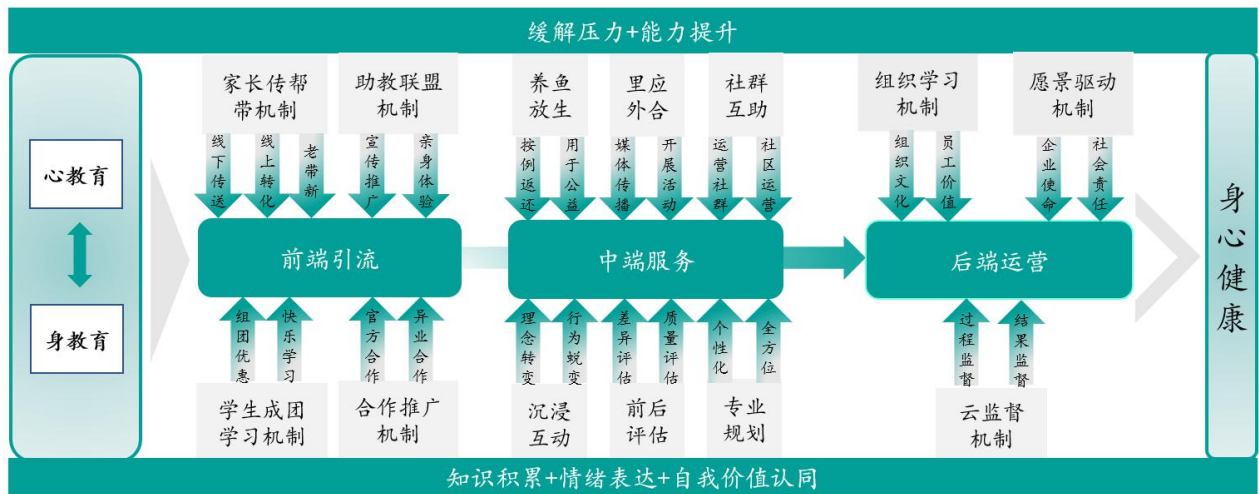 缓解压力+能力提升
心教育
身教育
家长传帮
带机制
助教联盟
机制
养鱼
放生
里应
外合
社群
互助
组织学习
机制
愿景驱动
机制
线下传送
线上转化
老带新
宣传推广
亲身体验
按例返还
用于公益
媒体传播
开展活动
运营社群
社区运营
组织文化
员工价值
企业使命
社会责任
前端引流
中端服务
后端运营
组团优惠
快乐学习
官方合作
异业合作
理念转变
行为蜕变
差异评估
质量评估
个性化
全方位
过程监督
结果监督
学生成团
学习机制
合作推广
机制
沉浸
互动
前后
评估
专业
规划
云监督
机制
身心健康
知识积累+情绪表达+自我价值认同